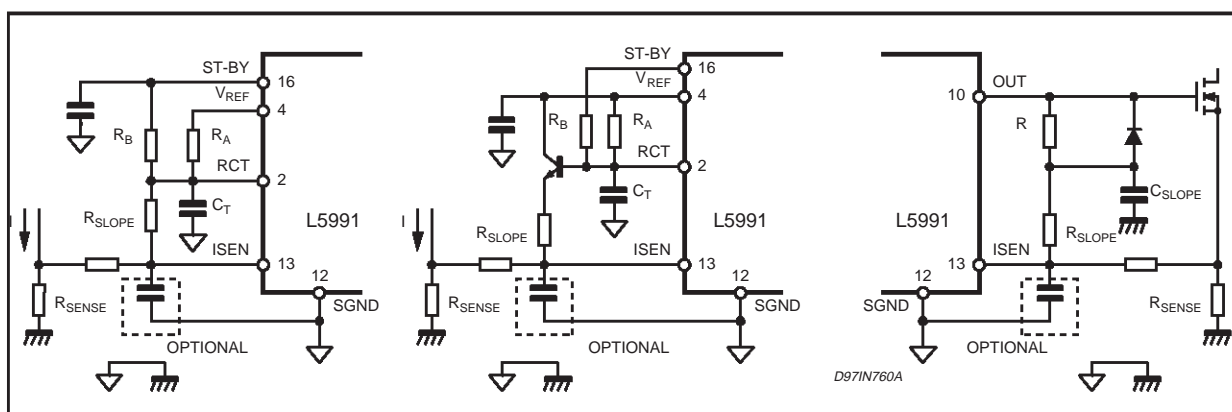 ST-BY
16
VREF
4
RB
RA
RCT
2
CT
RSLOPE
L5991
I
ISEN
13
12
RSENSE
SGND
OPTIONAL
ST-BY
16
VREF
4
RB
RA
RCT
2
CT
RSLOPE
L5991
I
ISEN
13
12
RSENSE
SGND
OPTIONAL
OUT
10
R
CSLOPE
L5991
RSLOPE
ISEN
13
12
SGND
RSENSE
OPTIONAL
D97IN760A